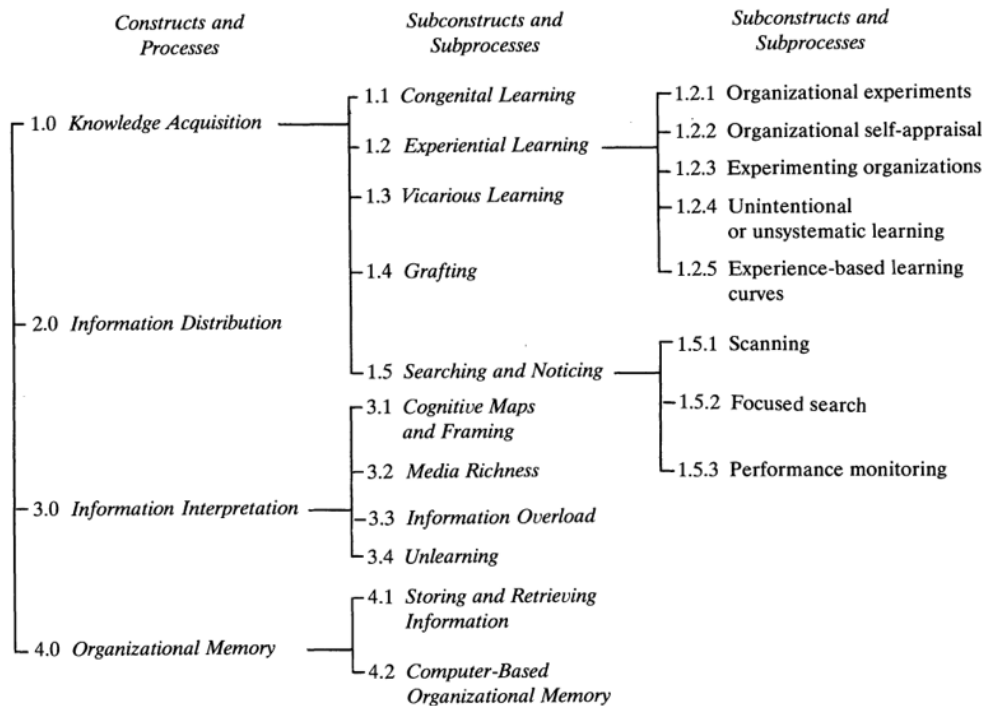 Constructs and
Processes
Subconstructs and
Subprocesses
Subconstructs and
Subprocesses
1.0 Knowledge Acquisition
1.1 Congenital Learning
1.2 Experiential Learning
1.2.1 Organizational experiments
1.2.2 Organizational self-appraisal
1.2.3 Experimenting organizations
1.2.4 Unintentional
or unsystematic learning
1.2.5 Experience-based learning
curves
1.3 Vicarious Learning
1.4 Grafting
1.5 Searching and Noticing
1.5.1 Scanning
1.5.2 Focused search
1.5.3 Performance monitoring
2.0 Information Distribution
3.0 Information Interpretation
3.1 Cognitive Maps
and Framing
3.2 Media Richness
3.3 Information Overload
3.4 Unlearning
4.0 Organizational Memory
4.1 Storing and Retrieving
Information
4.2 Computer-Based
Organizational Memory